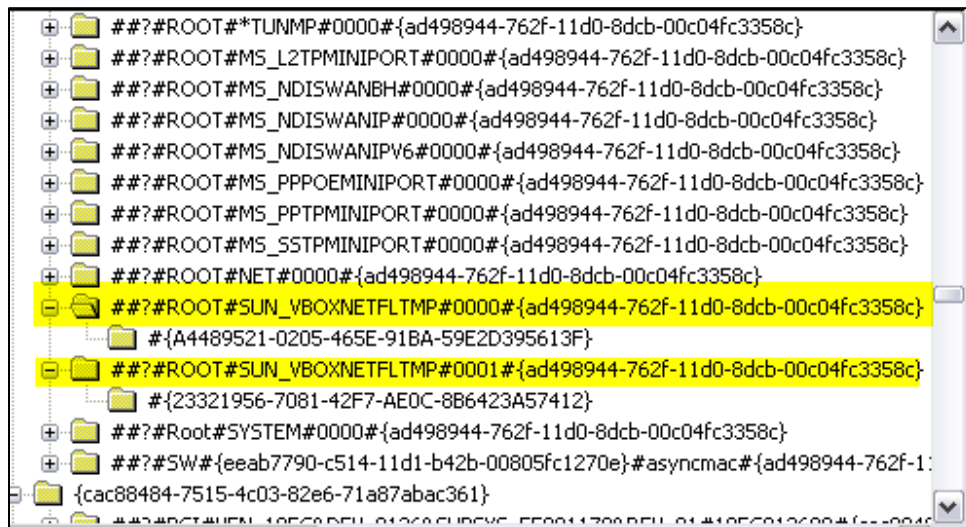 ##?#ROOT#*TUNMP#0000#{ad498944-762f-11d0-8dcb-00c04fc3358c}
##?#ROOT#MS_L2TPMINIPORT#0000#{ad498944-762f-11d0-8dcb-00c04fc3358c}
##?#ROOT#MS_NDISWANBH#0000#{ad498944-762f-11d0-8dcb-00c04fc3358c}
##?#ROOT#MS_NDISWANIP#0000#{ad498944-762f-11d0-8dcb-00c04fc3358c}
##?#ROOT#MS_NDISWANIPV6#0000#{ad498944-762f-11d0-8dcb-00c04fc3358c}
##?#ROOT#MS_PPPOEMINIPORT#0000#{ad498944-762f-11d0-8dcb-00c04fc3358c}
##?#ROOT#MS_PPTPMINIPORT#0000#{ad498944-762f-11d0-8dcb-00c04fc3358c}
##?#ROOT#MS_SSTPMINIPORT#0000#{ad498944-762f-11d0-8dcb-00c04fc3358c}
##?#ROOT#NET#0000#{ad498944-762f-11d0-8dcb-00c04fc3358c}
##?#ROOT#SUN_VBOXNETFLTMP#0000#{ad498944-762f-11d0-8dcb-00c04fc3358c}
#{A4489521-0205-465E-91BA-59E2D395613F}
##?#ROOT#SUN_VBOXNETFLTMP#0001#{ad498944-762f-11d0-8dcb-00c04fc3358c}
#{23321956-7081-42F7-AE0C-8B6423A57412}
##?#Root#SYSTEM#0000#{ad498944-762f-11d0-8dcb-00c04fc3358c}
##?#SW#{eeab7790-c514-11d1-b42b-00805fc1270e}#asyncmac#{ad498944-762f-1
{cac88484-7515-4c03-82e6-71a87abac361}